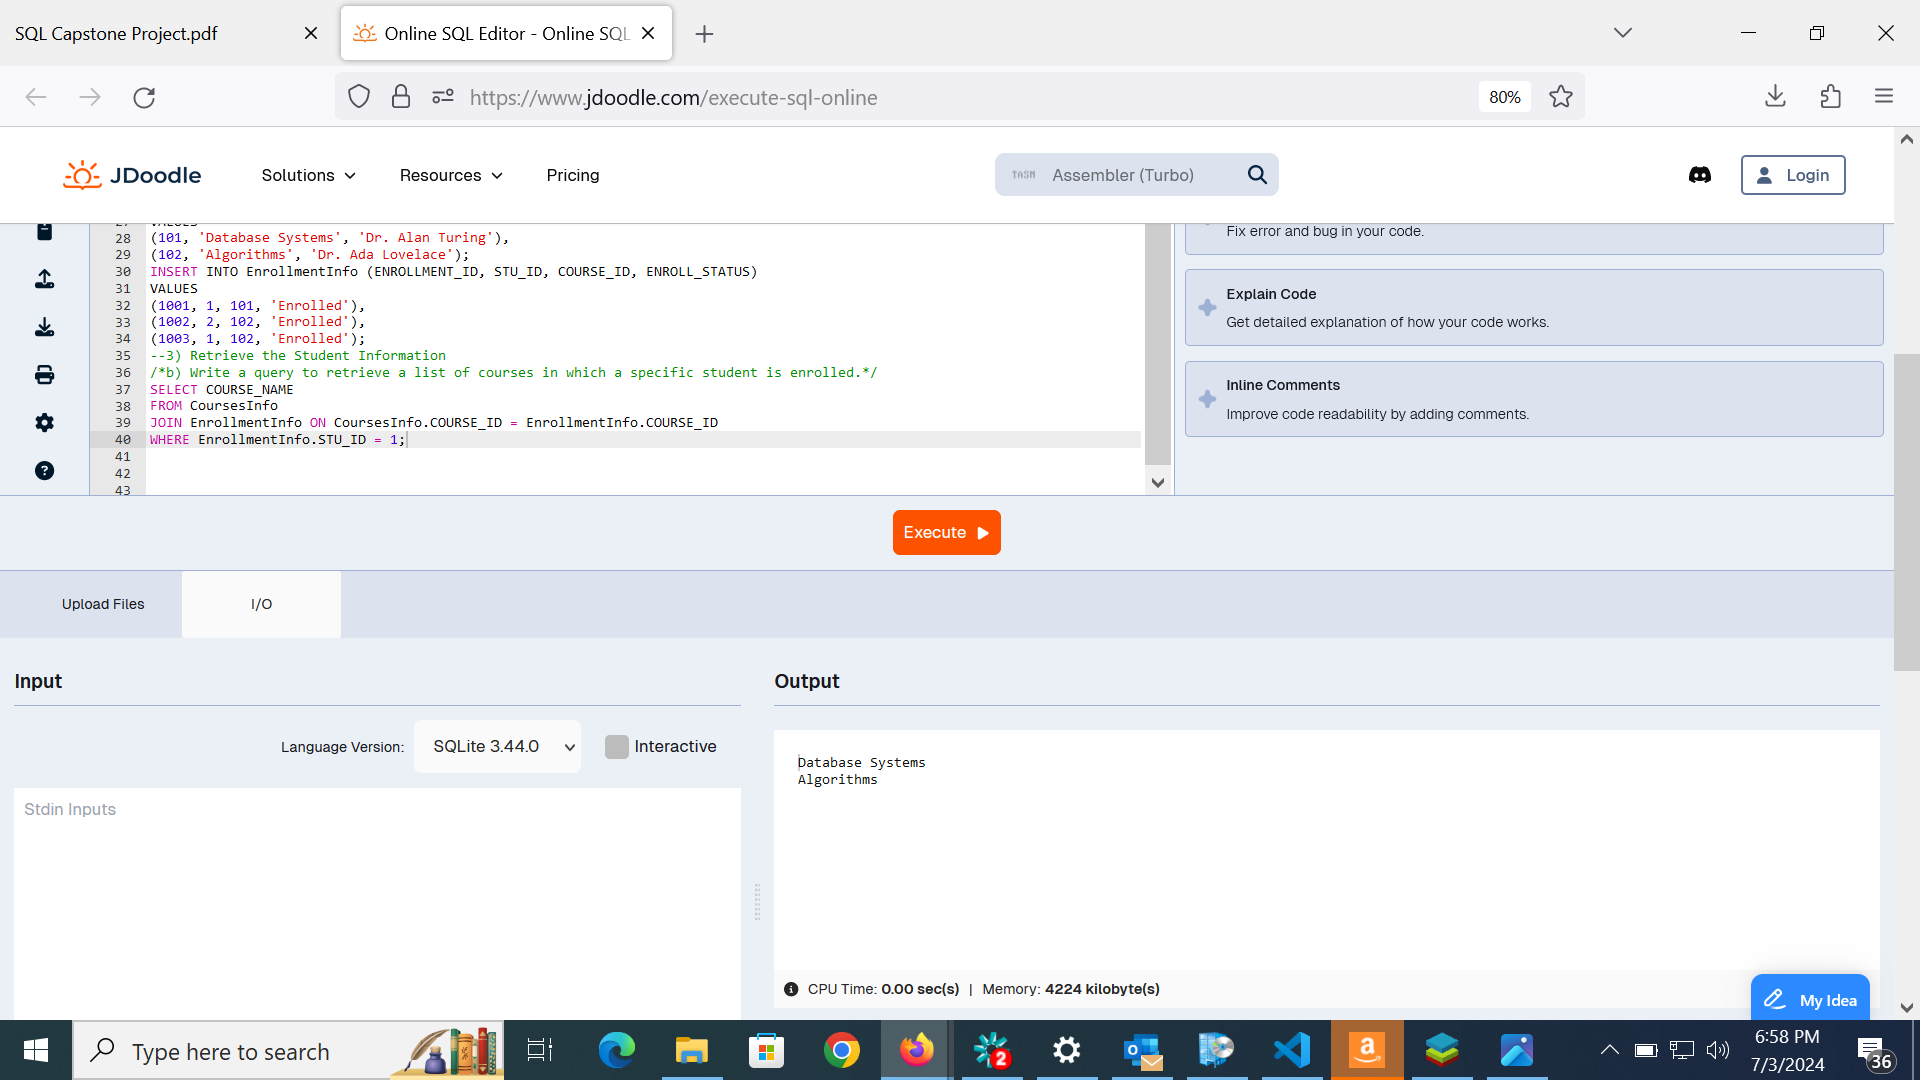 SQL Capstone Project.pdf
Online SQL Editor - Online SQL
https://www.jdoodle.com/execute-sql-online
80%
JDoodle
Solutions
Resources
Pricing
TASM
Assembler (Turbo)
Login
27 VALUES
28 (101, 'Database Systems', 'Dr. Alan Turing'),
29 (102, 'Algorithms', 'Dr. Ada Lovelace');
30 INSERT INTO EnrollmentInfo (ENROLLMENT_ID, STU_ID, COURSE_ID, ENROLL_STATUS)
31 VALUES
32 (1001, 1, 101, 'Enrolled'),
33 (1002, 2, 102, 'Enrolled'),
34 (1003, 1, 102, 'Enrolled');
35 --3) Retrieve the Student Information
36 /*b) Write a query to retrieve a list of courses in which a specific student is enrolled.*/
37 SELECT COURSE_NAME
38 FROM CoursesInfo
39 JOIN EnrollmentInfo ON CoursesInfo.COURSE_ID = EnrollmentInfo.COURSE_ID
40 WHERE EnrollmentInfo.STU_ID = 1;
41
42
43
Fix error and bug in your code.
Explain Code
Get detailed explanation of how your code works.
Inline Comments
Improve code readability by adding comments.
Execute
Upload Files
I/O
Input
Language Version:
SQLite 3.44.0
Interactive
Stdin Inputs
Output
Database Systems
Algorithms
CPU Time: 0.00 sec(s) | Memory: 4224 kilobyte(s)
My Idea
Type here to search
2
6:58 PM
7/3/2024
36